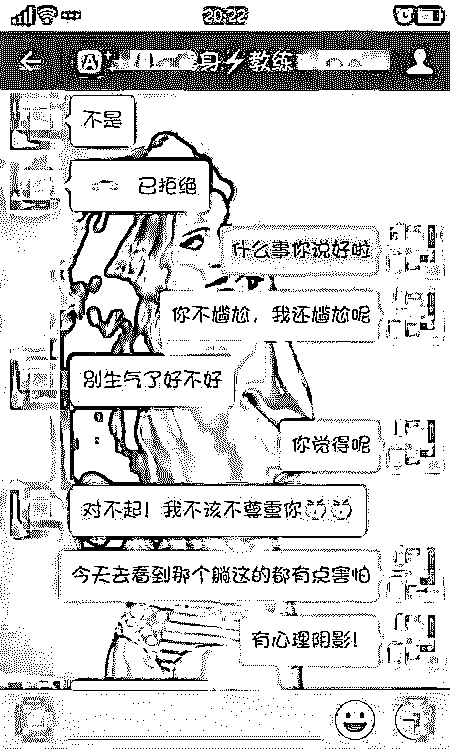 20:22
A 身⚡教练
不是
已拒绝
什么事你说好啦
你不尴尬，我还尴尬呢
别生气了好不好
你觉得呢
对不起！我不该不尊重你
今天去看到那个躺这的都有点害怕
有心理阴影！